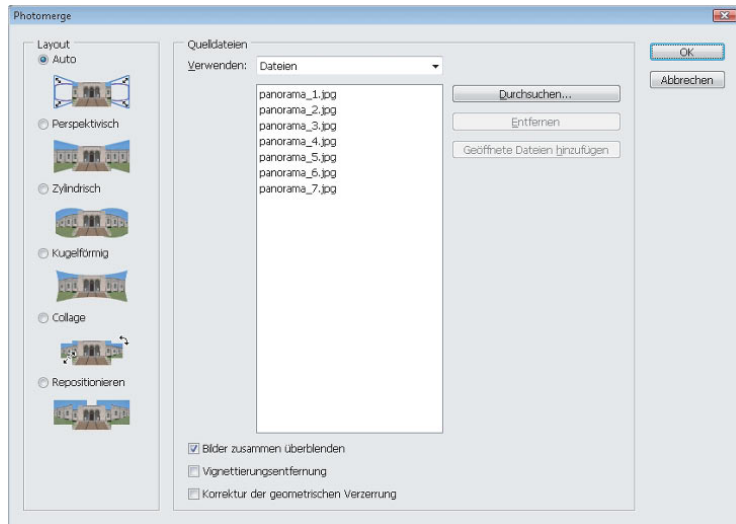 Photomerge
Layout
Auto
Perspektivisch
Zylindrisch
Kugelförmig
Collage
Repositionieren
Quelldateien
Verwenden: Dateien
panorama_1.jpg
panorama_2.jpg
panorama_3.jpg
panorama_4.jpg
panorama_5.jpg
panorama_6.jpg
panorama_7.jpg
Durchsuchen...
Entfernen
Geöffnete Dateien hinzufügen
Bilder zusammen überblenden
Vignettierungsentfernung
Korrektur der geometrischen Verzerrung
OK
Abbrechen